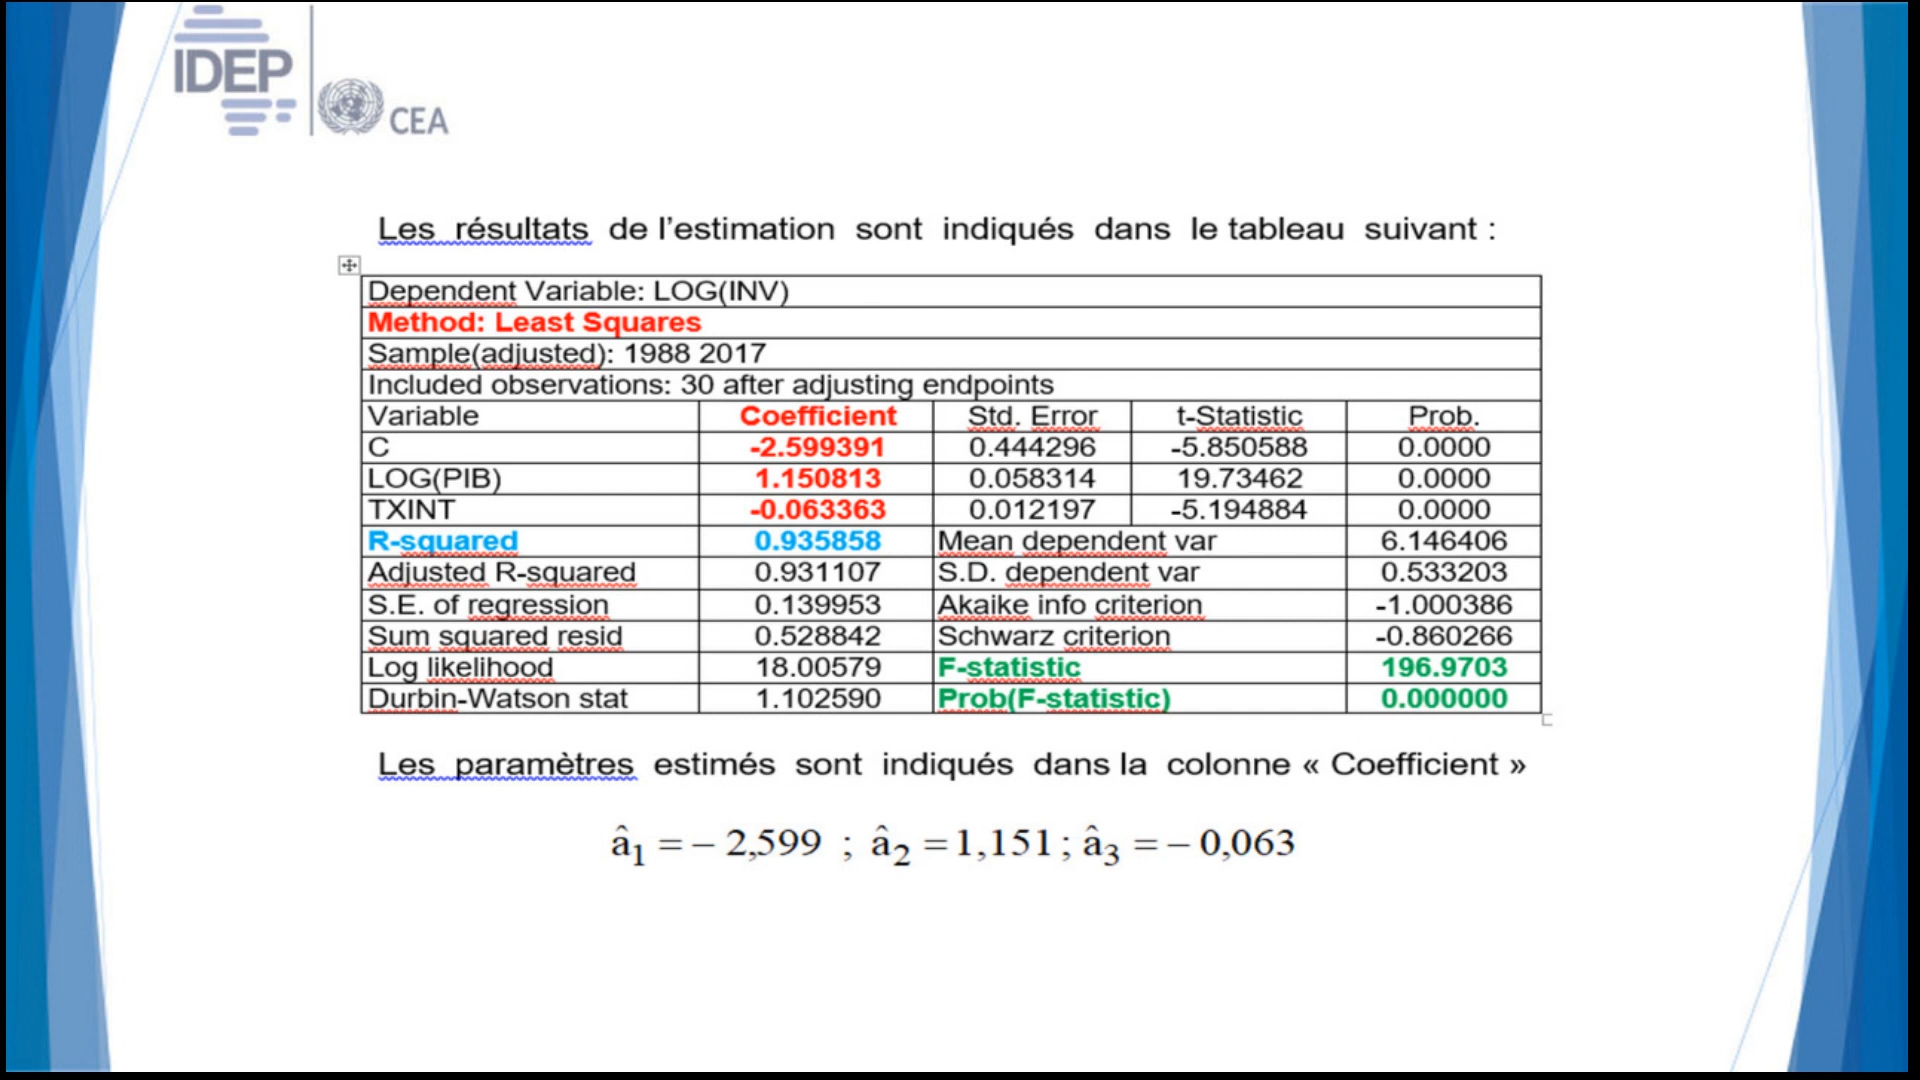 IDEP
CEA
Les résultats de l’estimation sont indiqués dans le tableau suivant :
Dependent Variable: LOG(INV)
Method: Least Squares
Sample(adjusted): 1988 2017
Included observations: 30 after adjusting endpoints
Variable Coefficient Std. Error t-Statistic Prob.
C -2.599391 0.444296 -5.850588 0.0000
LOG(PIB) 1.150813 0.058314 19.73462 0.0000
TXINT -0.063363 0.012197 -5.194884 0.0000
R-squared 0.935858 Mean dependent var 6.146406
Adjusted R-squared 0.931107 S.D. dependent var 0.533203
S.E. of regression 0.139953 Akaike info criterion -1.000386
Sum squared resid 0.528842 Schwarz criterion -0.860266
Log likelihood 18.00579 F-statistic 196.9703
Durbin-Watson stat 1.102590 Prob(F-statistic) 0.000000
Les paramètres estimés sont indiqués dans la colonne « Coefficient »
â₁ = – 2,599 ; â₂ = 1,151 ; â₃ = – 0,063